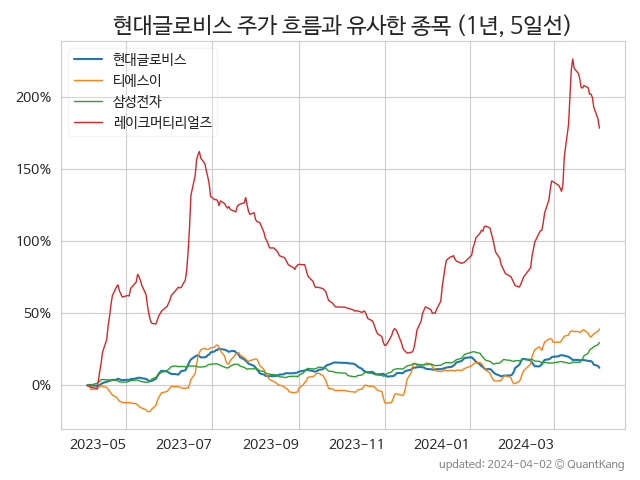 현대글로비스 주가 흐름과 유사한 종목 (1년, 5일선)
현대글로비스
티에스이
삼성전자
레이크머티리얼즈
200%
150%
100%
50%
0%
2023-05 2023-07 2023-09 2023-11 2024-01 2024-03
updated: 2024-04-02 © QuantKang